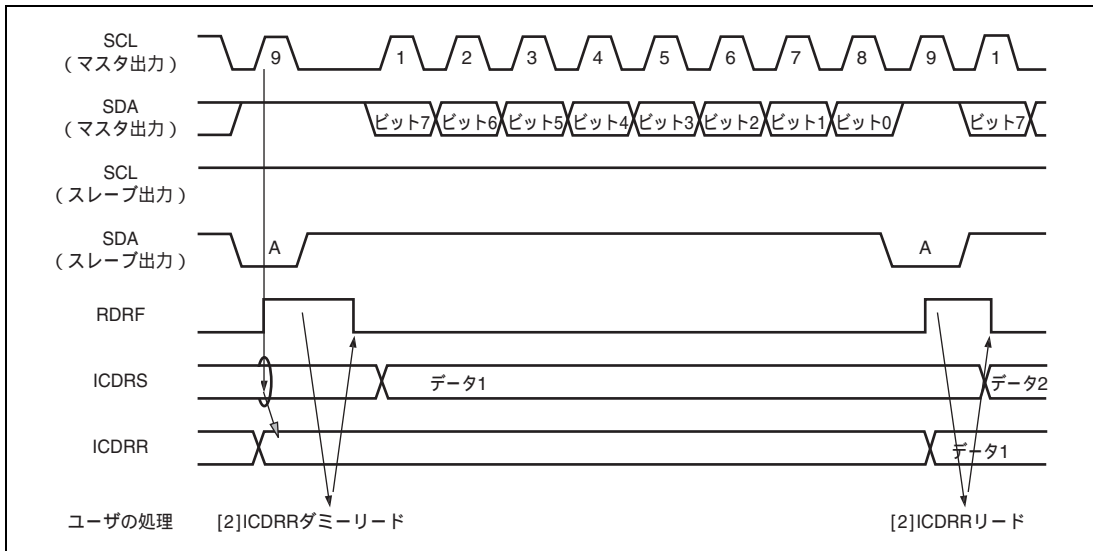 SCL
（マスタ出力） 9 1 2 3 4 5 6 7 8 9 1
SDA
（マスタ出力） ビット7 ビット6 ビット5 ビット4 ビット3 ビット2 ビット1 ビット0 ビット7
SCL
（スレーブ出力）
SDA
（スレーブ出力） A A
RDRF
ICDRS データ1 データ2
ICDRR データ1
ユーザの処理 [2]ICDRRダミーリード [2]ICDRRリード